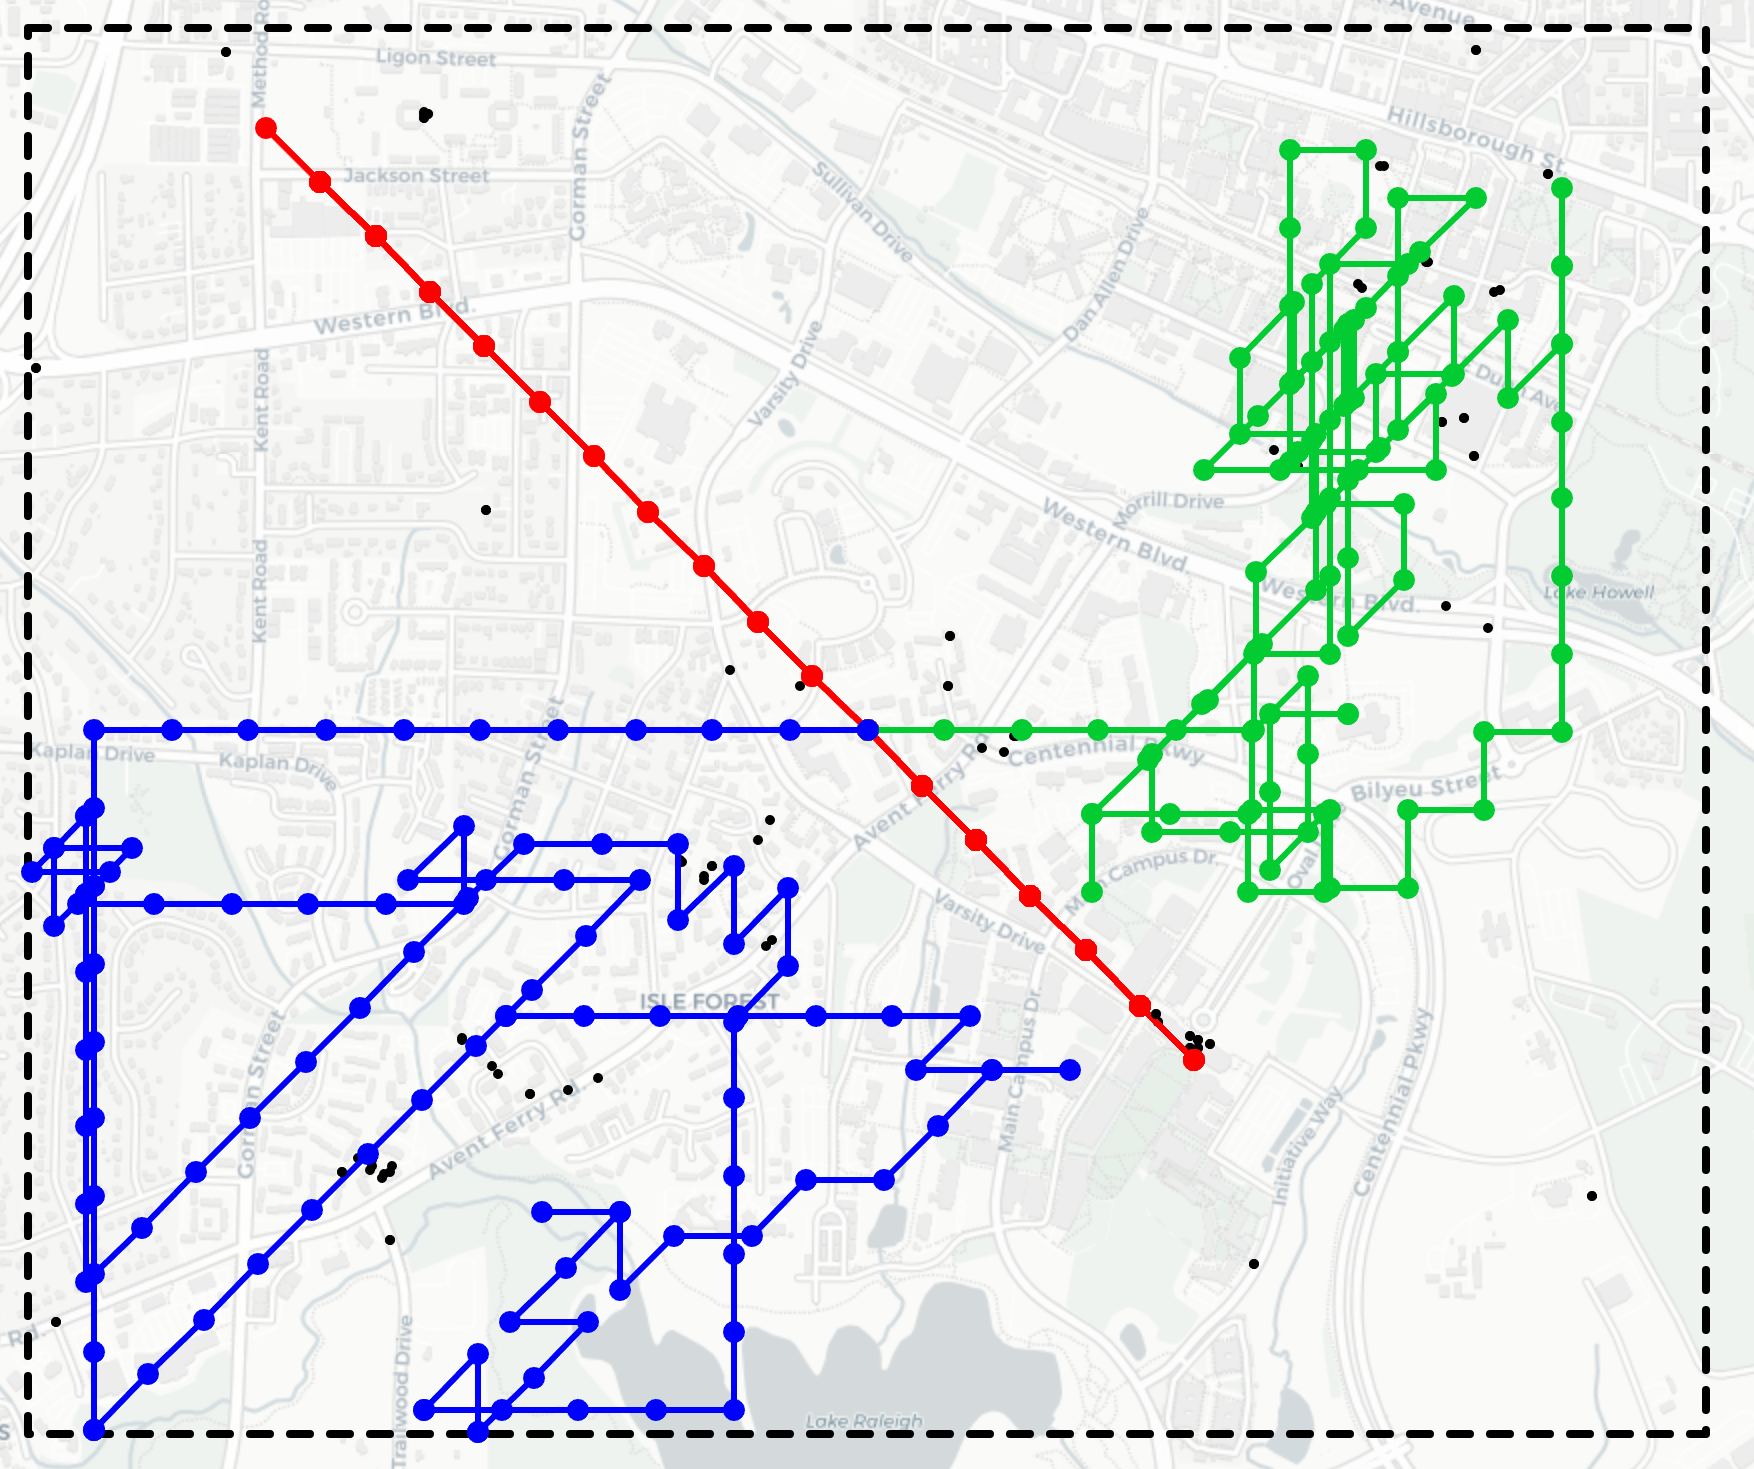 Avenue
Method Ro
Ligon Street
Hillsborough St
Gorman Street
Jackson Street
Sullivan Drive
Dan Allen Drive
Western Blvd.
Varsity Drive
Kent Road
Dunn Ave
Morrill Drive
Western Blvd.
Kent Road
Western Blvd.
Lake Howell
Kaplan Drive
Kaplan Drive
Gorman Street
Centennial Pkwy
Avent Ferry Rd.
Bilyeu Street
Oval
Main Campus Dr.
Varsity Drive
ISLE FOREST
Main Campus Dr.
Gorman Street
Avent Ferry Rd.
Initiative Way
Centennial Pkwy
Rd.
Trailwood Drive
Lake Raleigh